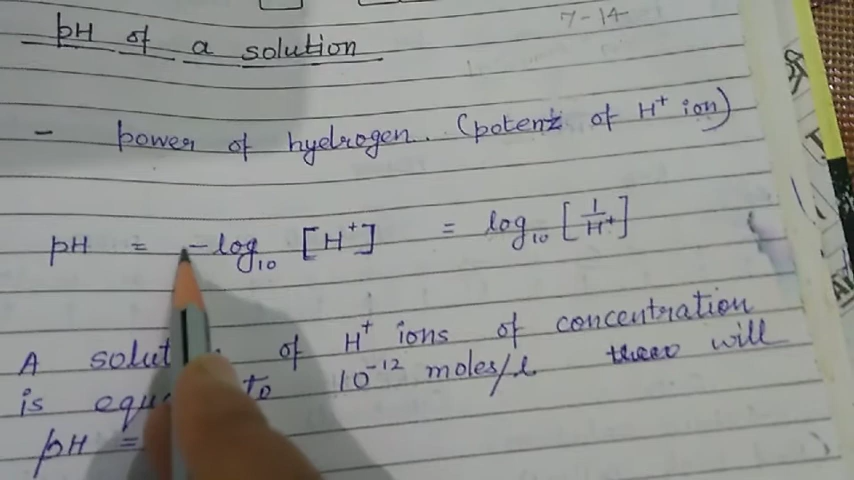 7-14
pH of a solution
- power of hydrogen. (potenz of H⁺ ion)
pH = -log₁₀ [H⁺] = log₁₀ [1/H⁺]
A solut of H⁺ ions of concentration
is equ to 10⁻¹² moles/l will
pH =